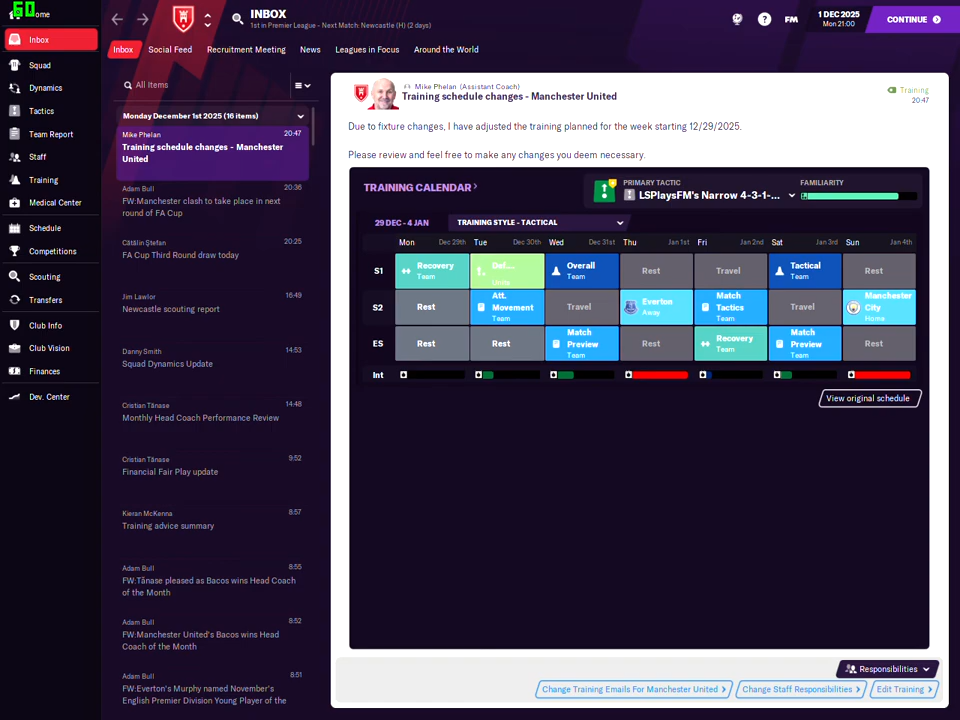 60
ome
INBOX
1st in Premier League - Next Match: Newcastle (H) (2 days)
?
FM
1 DEC 2025
Mon 21:00
CONTINUE
Inbox
Squad
Dynamics
Tactics
Team Report
Staff
Training
Medical Center
Schedule
Competitions
Scouting
Transfers
Club Info
Club Vision
Finances
Dev. Center
Inbox
Social Feed
Recruitment Meeting
News
Leagues in Focus
Around the World
All Items
Monday December 1st 2025 (16 items)
Mike Phelan
20:47
Training schedule changes - Manchester
United
Adam Bull
20:36
FW:Manchester clash to take place in next
round of FA Cup
Cătălin Ștefan
20:25
FA Cup Third Round draw today
Jim Lawlor
16:49
Newcastle scouting report
Danny Smith
14:53
Squad Dynamics Update
Cristian Tănase
14:48
Monthly Head Coach Performance Review
Cristian Tănase
9:52
Financial Fair Play update
Kieran McKenna
8:57
Training advice summary
Adam Bull
8:55
FW:Tănase pleased as Bacos wins Head Coach
of the Month
Adam Bull
8:52
FW:Manchester United's Bacos wins Head
Coach of the Month
Adam Bull
8:51
FW:Everton's Murphy named November's
English Premier Division Young Player of the
Mike Phelan (Assistant Coach)
Training schedule changes - Manchester United
Training
20:47
Due to fixture changes, I have adjusted the training planned for the week starting 12/29/2025.
Please review and feel free to make any changes you deem necessary.
TRAINING CALENDAR
PRIMARY TACTIC
LSPlaysFM's Narrow 4-3-1-...
FAMILIARITY
29 DEC - 4 JAN
TRAINING STYLE - TACTICAL
Mon Dec 29th Tue Dec 30th Wed Dec 31st Thu Jan 1st Fri Jan 2nd Sat Jan 3rd Sun Jan 4th
S1
Recovery
Team
Def...
Units
Overall
Team
Rest
Travel
Tactical
Team
Rest
S2
Rest
Att.
Movement
Team
Travel
Everton
Away
Match
Tactics
Team
Travel
Manchester
City
Home
ES
Rest
Rest
Match
Preview
Team
Rest
Recovery
Team
Match
Preview
Team
Rest
Int
View original schedule
Responsibilities
Change Training Emails For Manchester United
Change Staff Responsibilities
Edit Training